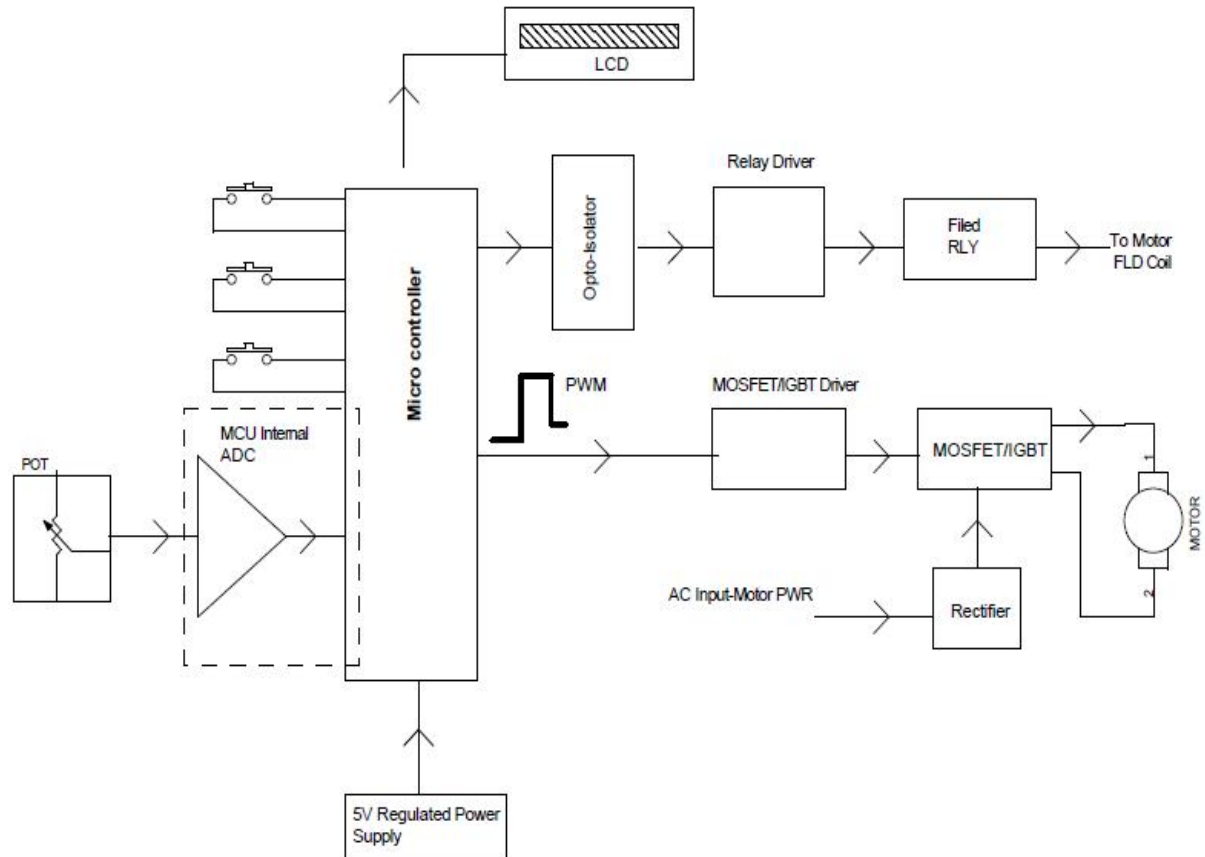 LCD
Relay Driver
Opto-Isolator
Filed
RLY
To Motor
FLD Coil
Micro controller
PWM
MOSFET/IGBT Driver
MCU Internal
ADC
POT
MOSFET/IGBT
1
MOTOR
2
AC Input-Motor PWR
Rectifier
5V Regulated Power
Supply